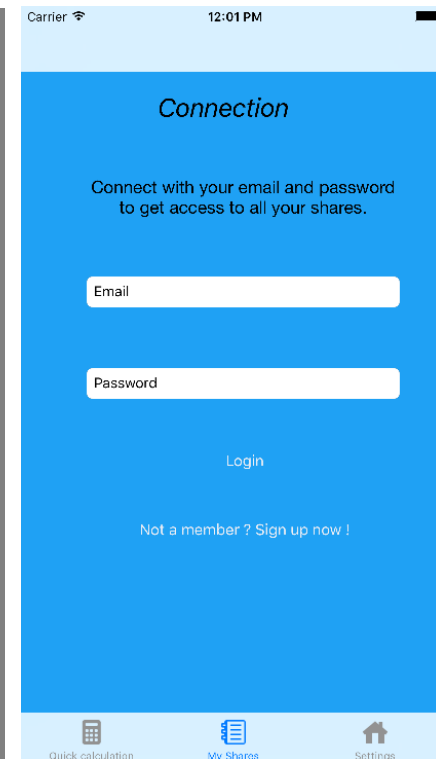 Carrier 12:01 PM
Connection
Connect with your email and password
to get access to all your shares.
Email
Password
Login
Not a member ? Sign up now !
Quick calculation My Shares Settings